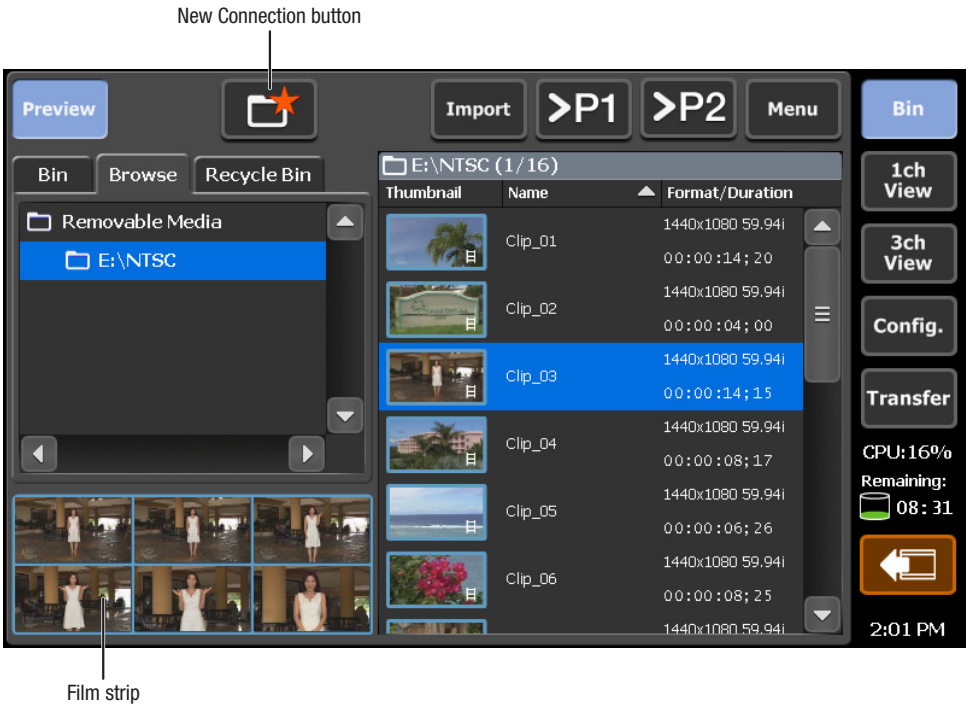 New Connection button
Preview
Import
>P1
>P2
Menu
Bin
Bin
Browse
Recycle Bin
Removable Media
E:\NTSC
E:\NTSC (1/16)
Thumbnail Name Format/Duration
Clip_01
1440x1080 59.94i
00:00:14;20
Clip_02
1440x1080 59.94i
00:00:04;00
Clip_03
1440x1080 59.94i
00:00:14;15
Clip_04
1440x1080 59.94i
00:00:08;17
Clip_05
1440x1080 59.94i
00:00:06;26
Clip_06
1440x1080 59.94i
00:00:08;25
1440x1080 59.94i
1ch
View
3ch
View
Config.
Transfer
CPU:16%
Remaining:
08:31
2:01 PM
Film strip